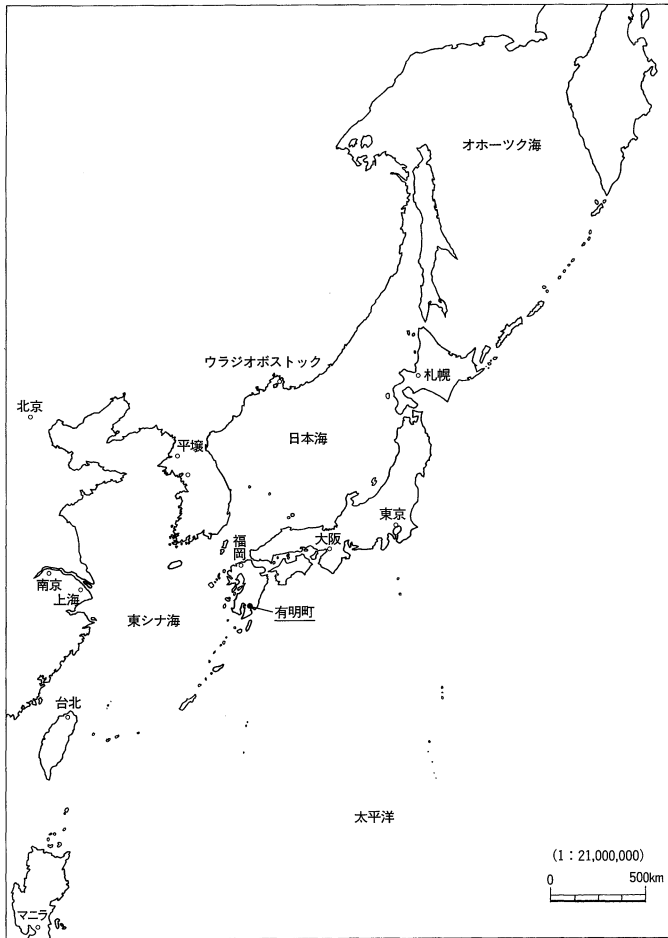 オホーツク海
ウラジオボストック
札幌
北京
日本海
平壌
東京
福岡
大阪
南京
上海
有明町
東シナ海
台北
太平洋
(1：21,000,000)
0 500km
マニラ